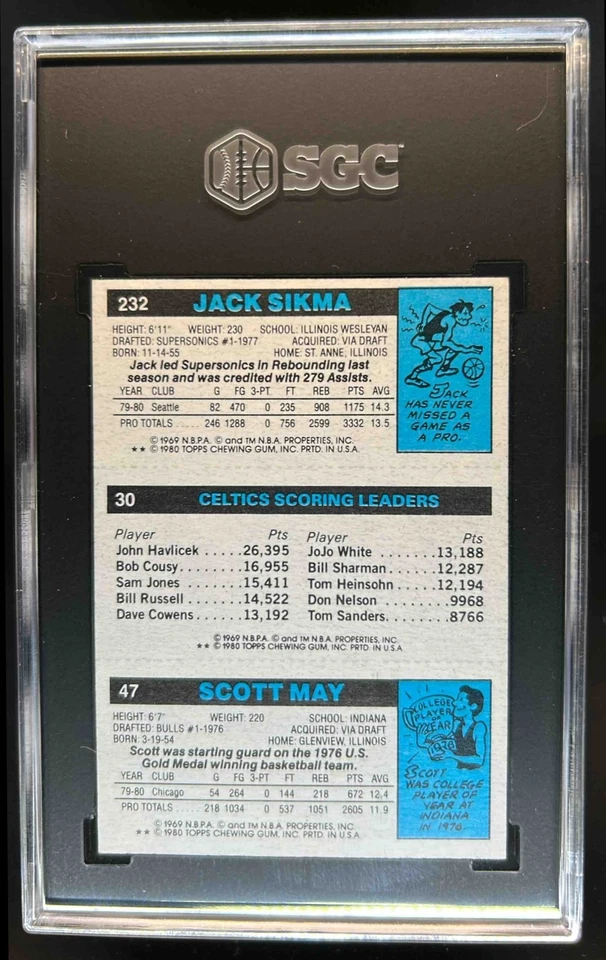 SGC™
232 JACK SIKMA
HEIGHT: 6'11" WEIGHT: 230 SCHOOL: ILLINOIS WESLEYAN
DRAFTED: SUPERSONICS #1-1977 ACQUIRED: VIA DRAFT
BORN: 11-14-55 HOME: ST. ANNE, ILLINOIS
Jack led Supersonics in Rebounding last
season and was credited with 279 Assists.
YEAR CLUB G FG 3-PT FT REB PTS AVG
79-80 Seattle 82 470 0 235 908 1175 14.3
PRO TOTALS . . . . . 246 1288 0 756 2599 3332 13.5
© 1969 N.B.P.A. © and TM N.B.A. PROPERTIES, INC.
★★ © 1980 TOPPS CHEWING GUM, INC. PRTD. IN U.S.A.
JACK
HAS NEVER
MISSED A
GAME AS
A PRO.
30 CELTICS SCORING LEADERS
Player Pts Player Pts
John Havlicek . . . . . 26,395 JoJo White . . . . . . . 13,188
Bob Cousy . . . . . . . 16,955 Bill Sharman . . . . . 12,287
Sam Jones . . . . . . 15,411 Tom Heinsohn . . . . 12,194
Bill Russell . . . . . . . 14,522 Don Nelson . . . . . . . 9968
Dave Cowens . . . . . 13,192 Tom Sanders . . . . . . 8766
© 1969 N.B.P.A. © and TM N.B.A. PROPERTIES, INC.
★★ © 1980 TOPPS CHEWING GUM, INC. PRTD. IN U.S.A.
47 SCOTT MAY
HEIGHT: 6'7" WEIGHT: 220 SCHOOL: INDIANA
DRAFTED: BULLS #1-1976 ACQUIRED: VIA DRAFT
BORN: 3-19-54 HOME: GLENVIEW, ILLINOIS
Scott was starting guard on the 1976 U.S.
Gold Medal winning basketball team.
YEAR CLUB G FG 3-PT FT REB PTS AVG
79-80 Chicago 54 264 0 144 218 672 12.4
PRO TOTALS . . . . . 218 1034 0 537 1051 2605 11.9
© 1969 N.B.P.A. © and TM N.B.A. PROPERTIES, INC.
★★ © 1980 TOPPS CHEWING GUM, INC. PRTD. IN U.S.A.
COLLEGE
PLAYER
OF
YEAR
1976
SCOTT
WAS COLLEGE
PLAYER OF
YEAR AT
INDIANA
IN 1976.